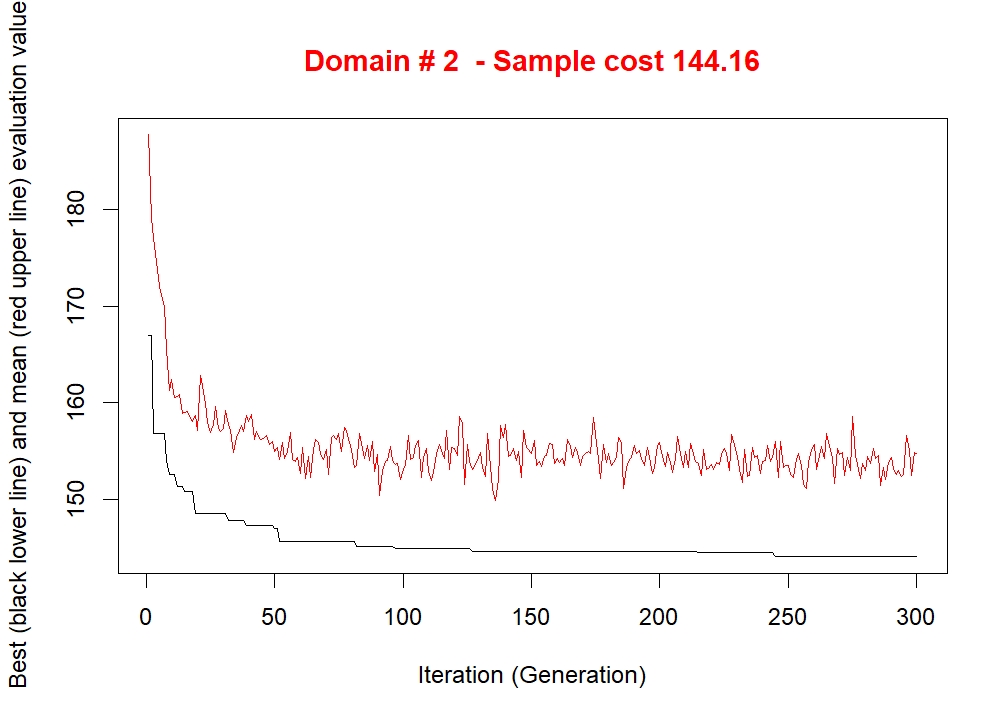 Domain # 2  - Sample cost 144.16
Best (black lower line) and mean (red upper line) evaluation value
180
170
160
150
0 50 100 150 200 250 300
Iteration (Generation)